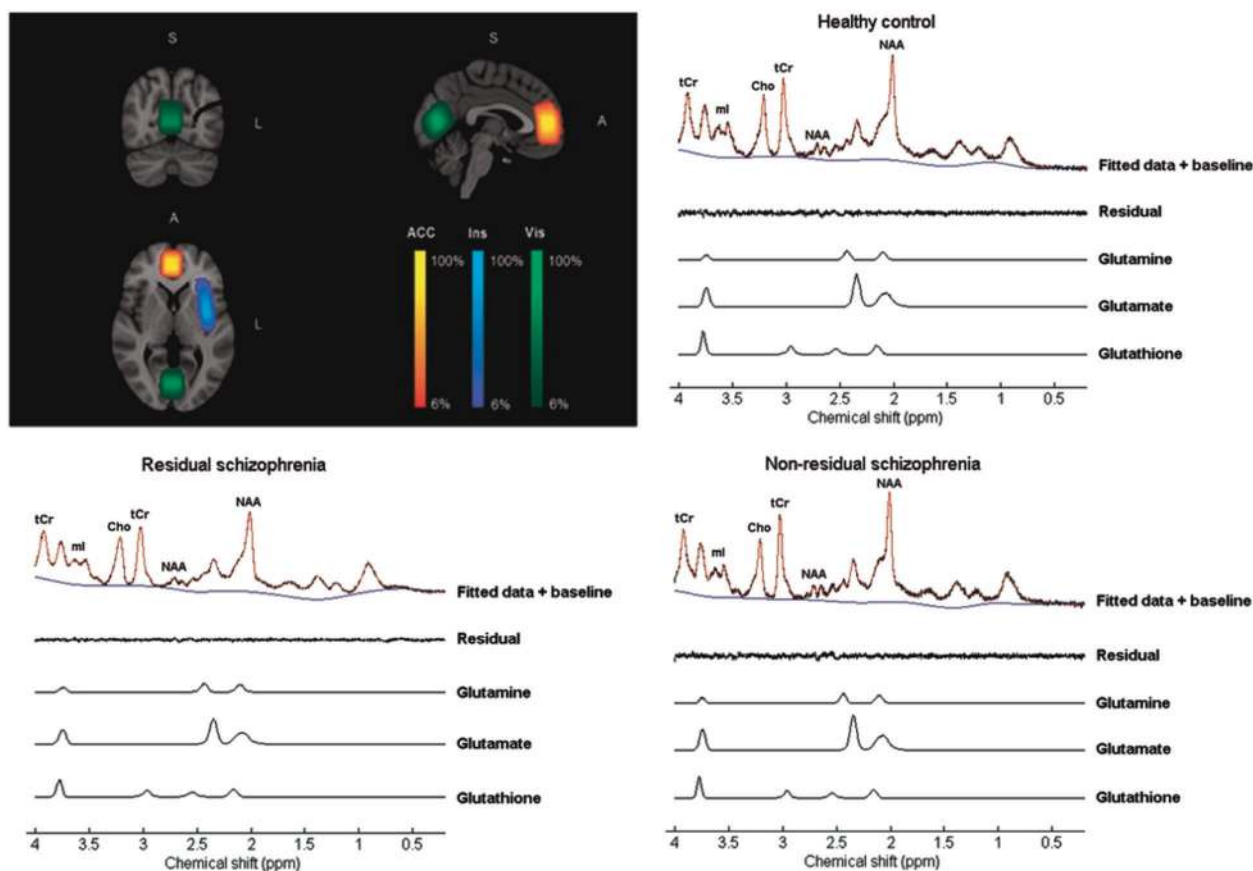 S
S
L
A
A
L
ACC Ins Vis
100% 100% 100%
6% 6% 6%
Healthy control
NAA
tCr
tCr
Cho
mI
NAA
Fitted data + baseline
Residual
Glutamine
Glutamate
Glutathione
4 3.5 3 2.5 2 1.5 1 0.5
Chemical shift (ppm)
Residual schizophrenia
NAA
tCr
Cho
tCr
mI
NAA
Fitted data + baseline
Residual
Glutamine
Glutamate
Glutathione
4 3.5 3 2.5 2 1.5 1 0.5
Chemical shift (ppm)
Non-residual schizophrenia
NAA
tCr
tCr
Cho
mI
NAA
Fitted data + baseline
Residual
Glutamine
Glutamate
Glutathione
4 3.5 3 2.5 2 1.5 1 0.5
Chemical shift (ppm)